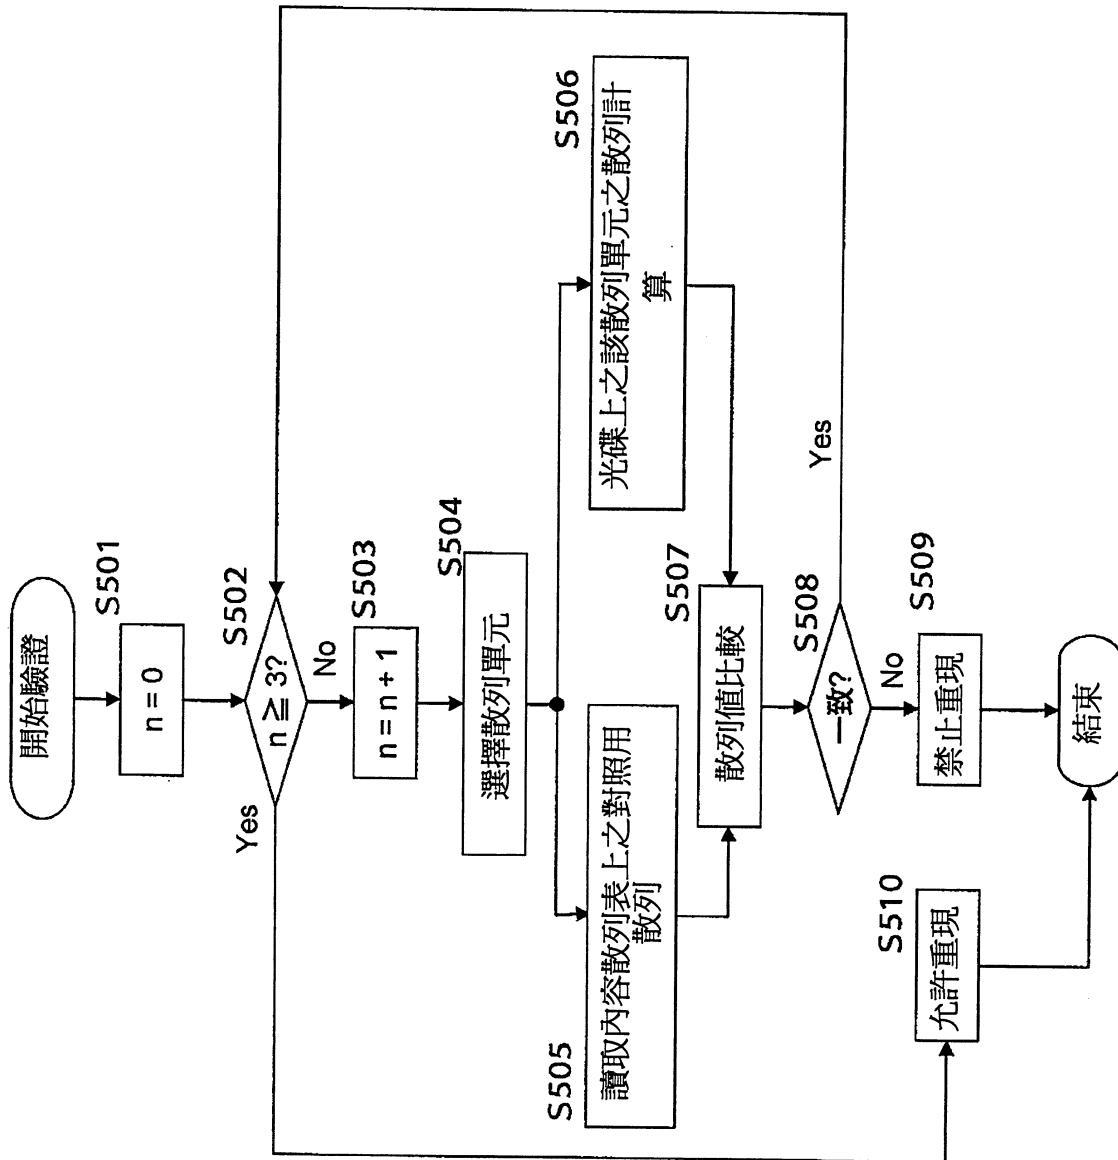 開始驗證
S501
n = 0
S502
n ≧ 3?
Yes
No
S503
n = n + 1
S504
選擇散列單元
S505
讀取內容散列表上之對照用
散列
S506
光碟上之該散列單元之散列計
算
S507
散列值比較
S508
一致?
Yes
No
S509
禁止重現
S510
允許重現
結束